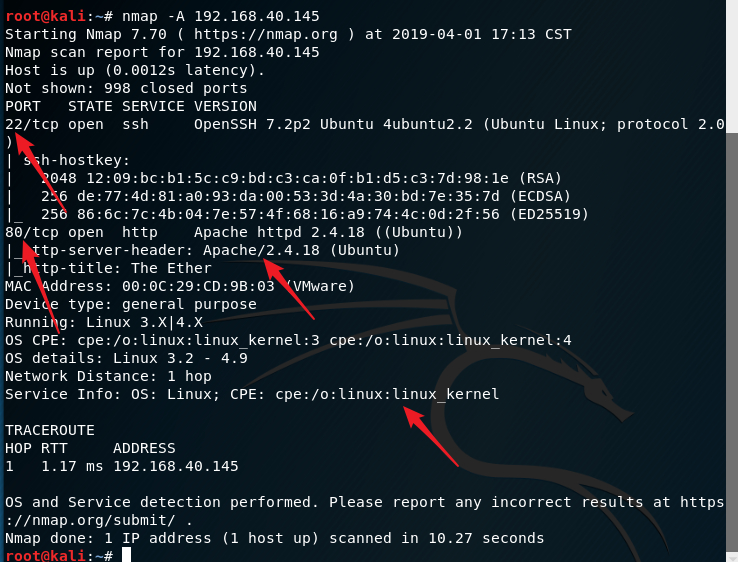 root@kali:~# nmap -A 192.168.40.145
Starting Nmap 7.70 ( https://nmap.org ) at 2019-04-01 17:13 CST
Nmap scan report for 192.168.40.145
Host is up (0.0012s latency).
Not shown: 998 closed ports
PORT   STATE SERVICE VERSION
22/tcp open  ssh     OpenSSH 7.2p2 Ubuntu 4ubuntu2.2 (Ubuntu Linux; protocol 2.0
)
| ssh-hostkey:
|   2048 12:09:bc:b1:5c:c9:bd:c3:ca:0f:b1:d5:c3:7d:98:1e (RSA)
|   256 de:77:4d:81:a0:93:da:00:53:3d:4a:30:bd:7e:35:7d (ECDSA)
|_  256 86:6c:7c:4b:04:7e:57:4f:68:16:a9:74:4c:0d:2f:56 (ED25519)
80/tcp open  http    Apache httpd 2.4.18 ((Ubuntu))
|_http-server-header: Apache/2.4.18 (Ubuntu)
|_http-title: The Ether
MAC Address: 00:0C:29:CD:9B:03 (VMware)
Device type: general purpose
Running: Linux 3.X|4.X
OS CPE: cpe:/o:linux:linux_kernel:3 cpe:/o:linux:linux_kernel:4
OS details: Linux 3.2 - 4.9
Network Distance: 1 hop
Service Info: OS: Linux; CPE: cpe:/o:linux:linux_kernel
TRACEROUTE
HOP RTT     ADDRESS
1   1.17 ms 192.168.40.145
OS and Service detection performed. Please report any incorrect results at https
://nmap.org/submit/ .
Nmap done: 1 IP address (1 host up) scanned in 10.27 seconds
root@kali:~#